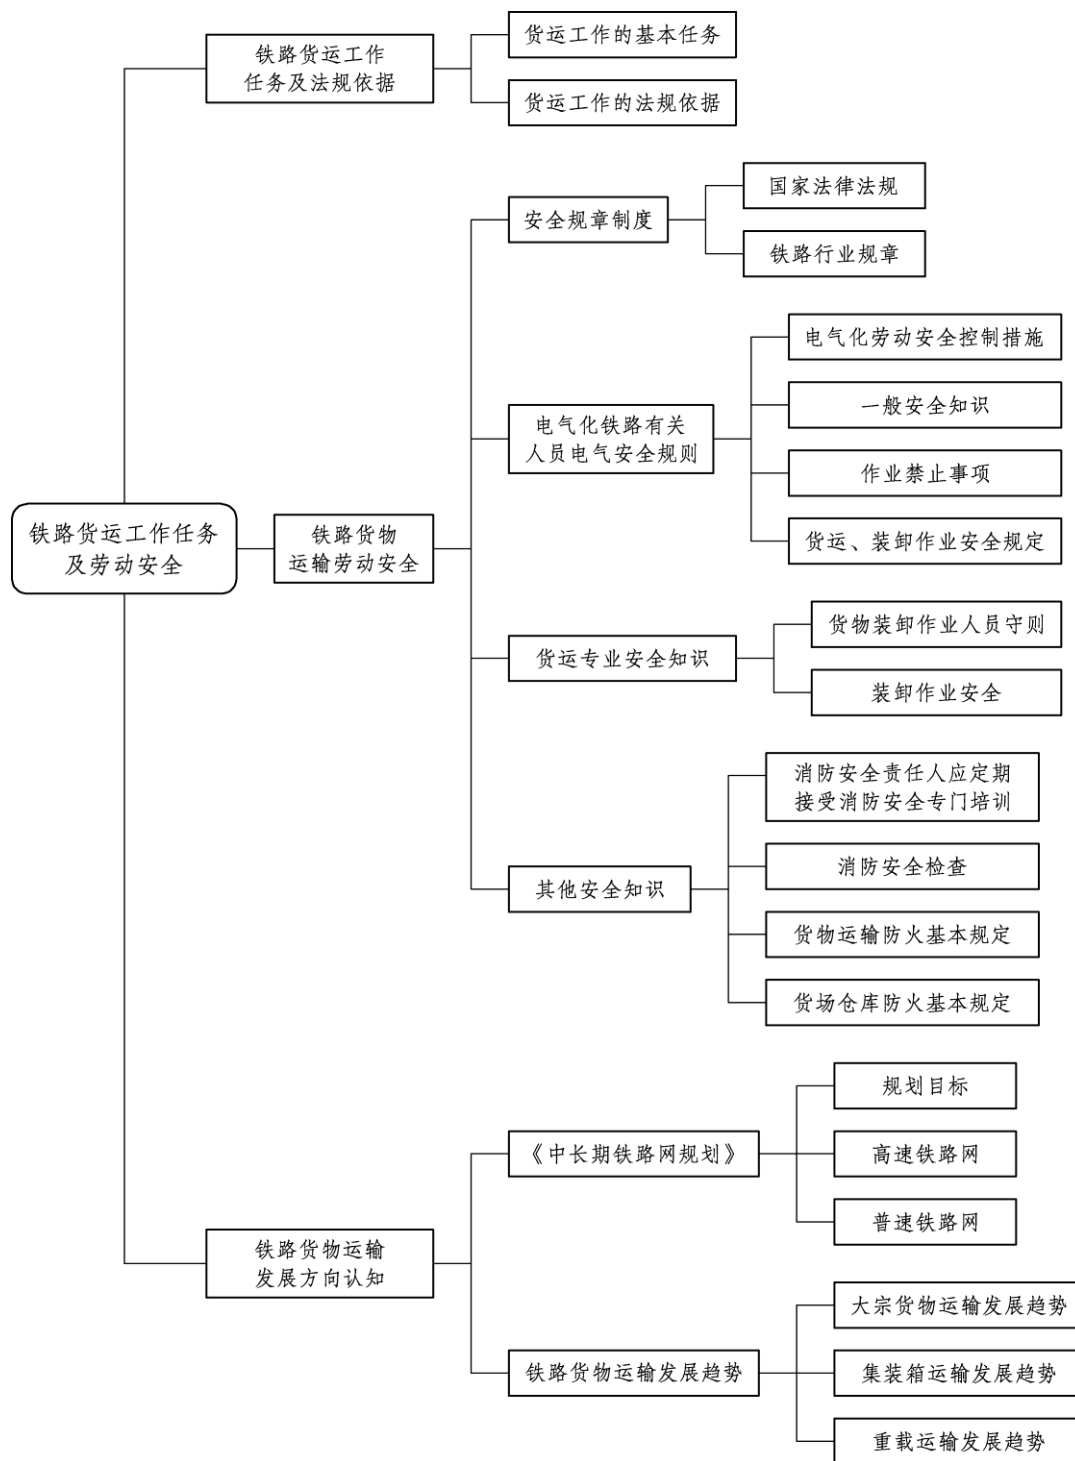 铁路货运工作任务
及劳动安全
铁路货运工作
任务及法规依据
货运工作的基本任务
货运工作的法规依据
铁路货物
运输劳动安全
安全规章制度
国家法律法规
铁路行业规章
电气化铁路有关
人员电气安全规则
电气化劳动安全控制措施
一般安全知识
作业禁止事项
货运、装卸作业安全规定
货运专业安全知识
货物装卸作业人员守则
装卸作业安全
其他安全知识
消防安全责任人应定期
接受消防安全专门培训
消防安全检查
货物运输防火基本规定
货场仓库防火基本规定
铁路货物运输
发展方向认知
《中长期铁路网规划》
规划目标
高速铁路网
普速铁路网
铁路货物运输发展趋势
大宗货物运输发展趋势
集装箱运输发展趋势
重载运输发展趋势